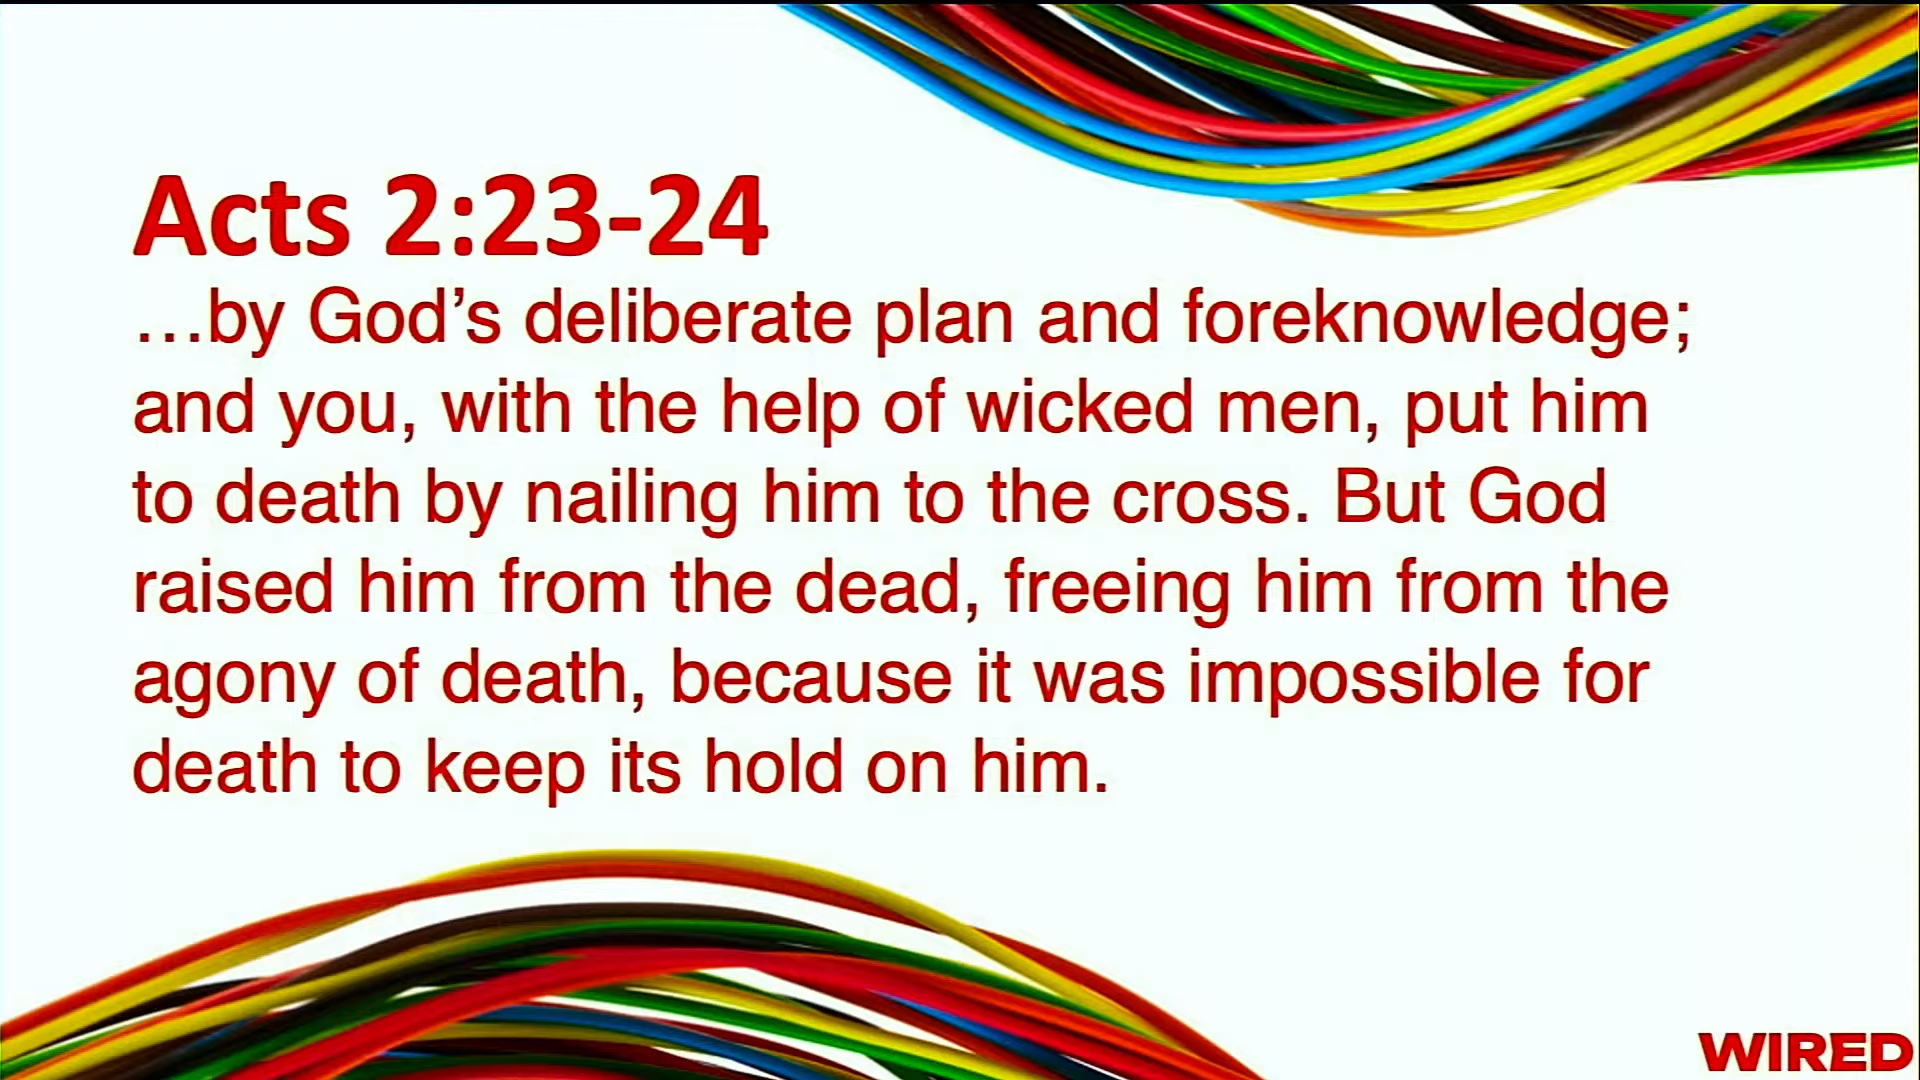 Acts 2:23-24
…by God’s deliberate plan and foreknowledge;
and you, with the help of wicked men, put him
to death by nailing him to the cross. But God
raised him from the dead, freeing him from the
agony of death, because it was impossible for
death to keep its hold on him.
WIRED